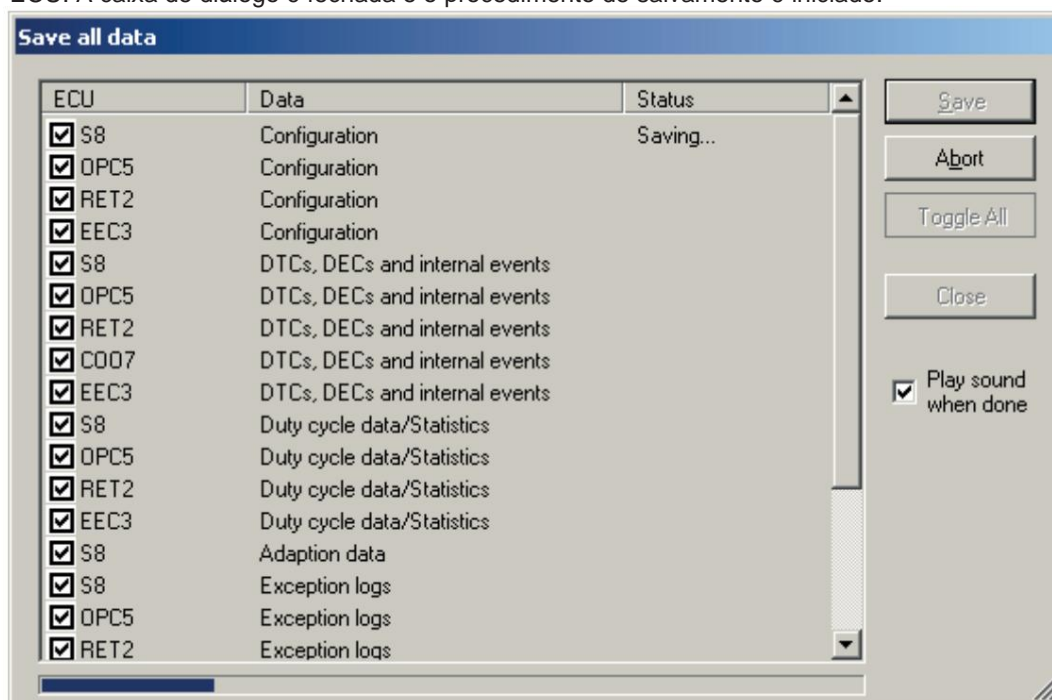 ECU. A caixa de diálogo é fechada e o procedimento de salvamento é iniciado.
Save all data
ECU Data Status
S8 Configuration Saving...
OPC5 Configuration
RET2 Configuration
EEC3 Configuration
S8 DTCs, DECs and internal events
OPC5 DTCs, DECs and internal events
RET2 DTCs, DECs and internal events
COO7 DTCs, DECs and internal events
EEC3 DTCs, DECs and internal events
S8 Duty cycle data/Statistics
OPC5 Duty cycle data/Statistics
RET2 Duty cycle data/Statistics
EEC3 Duty cycle data/Statistics
S8 Adaption data
S8 Exception logs
OPC5 Exception logs
RET2 Exception logs
Save
Abort
Toggle All
Close
Play sound
when done